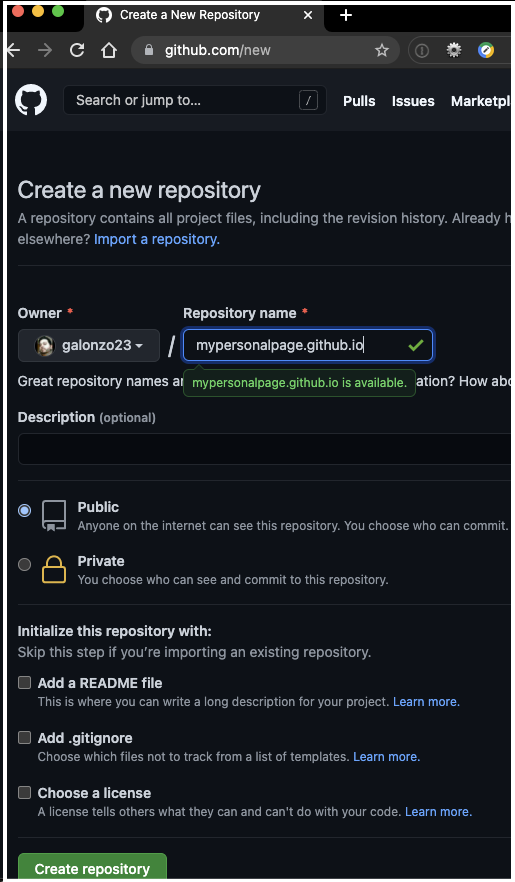 Create a New Repository
github.com/new
Search or jump to... /
Pulls Issues
Create a new repository
A repository contains all project files, including the revision history. Already
elsewhere? Import a repository.
Owner * Repository name *
galonzo23 / mypersonalpage.github.io
Great repository names
mypersonalpage.github.io is available.
How
Description (optional)
Public
Anyone on the internet can see this repository. You choose who can commit.
Private
You choose who can see and commit to this repository.
Initialize this repository with:
Skip this step if you’re importing an existing repository.
Add a README file
This is where you can write a long description for your project. Learn more.
Add .gitignore
Choose which files not to track from a list of templates. Learn more.
Choose a license
A license tells others what they can and can't do with your code. Learn more.
Create repository